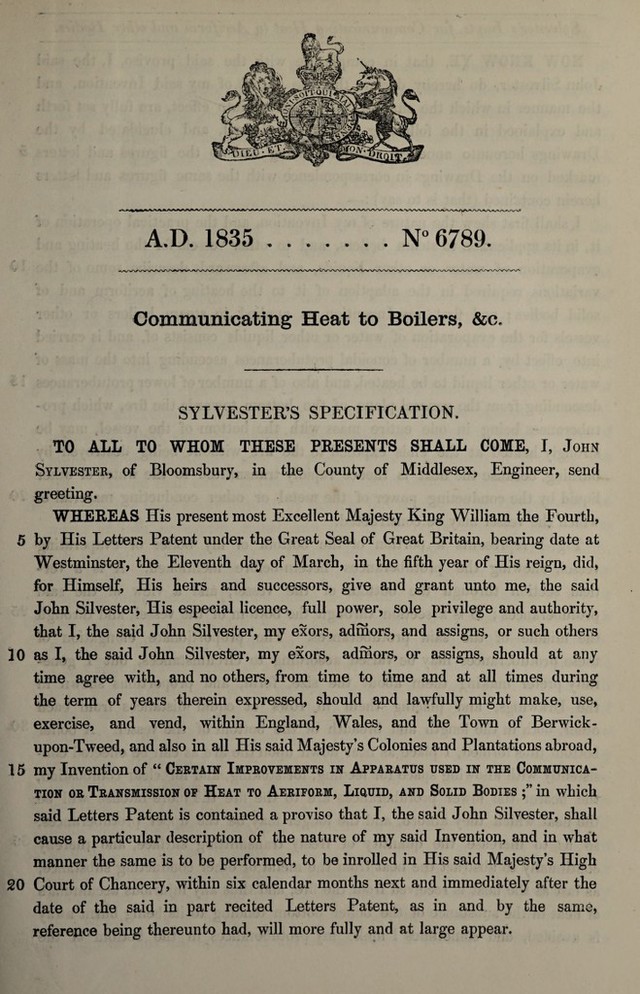 DIEU · ET · MON · DROIT ·
A.D. 1835 . . . . . . . Nº 6789.
Communicating Heat to Boilers, &c.
SYLVESTER'S SPECIFICATION.
TO ALL TO WHOM THESE PRESENTS SHALL COME, I, JOHN
SYLVESTER, of Bloomsbury, in the County of Middlesex, Engineer, send
greeting.
WHEREAS His present most Excellent Majesty King William the Fourth,
5 by His Letters Patent under the Great Seal of Great Britain, bearing date at
Westminster, the Eleventh day of March, in the fifth year of His reign, did,
for Himself, His heirs and successors, give and grant unto me, the said
John Silvester, His especial licence, full power, sole privilege and authority,
that I, the said John Silvester, my ex̃ors, adm̃ors, and assigns, or such others
10 as I, the said John Silvester, my ex̃ors, adm̃ors, or assigns, should at any
time agree with, and no others, from time to time and at all times during
the term of years therein expressed, should and lawfully might make, use,
exercise, and vend, within England, Wales, and the Town of Berwick-
upon-Tweed, and also in all His said Majesty's Colonies and Plantations abroad,
15 my Invention of " CERTAIN IMPROVEMENTS IN APPARATUS USED IN THE COMMUNICA-
TION OR TRANSMISSION OF HEAT TO AERIFORM, LIQUID, AND SOLID BODIES ;" in which
said Letters Patent is contained a proviso that I, the said John Silvester, shall
cause a particular description of the nature of my said Invention, and in what
manner the same is to be performed, to be inrolled in His said Majesty's High
20 Court of Chancery, within six calendar months next and immediately after the
date of the said in part recited Letters Patent, as in and by the same,
reference being thereunto had, will more fully and at large appear.